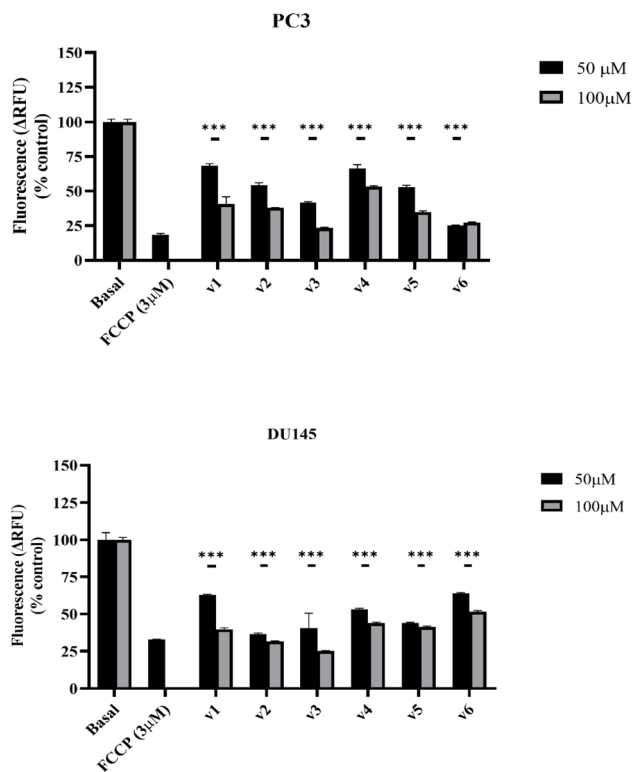 PC3
Fluorescence (ΔRFU)
(% control)
150
100
75
50
25
0
50 μM
100μM
*** *** *** *** *** ***
Basal
FCCP (3μM)
v1
v2
v3
v4
v5
v6
DU145
Fluorescence (ΔRFU)
(% control)
150
100
75
50
25
0
50μM
100μM
*** *** *** *** *** ***
Basal
FCCP (3μM)
v1
v2
v3
v4
v5
v6